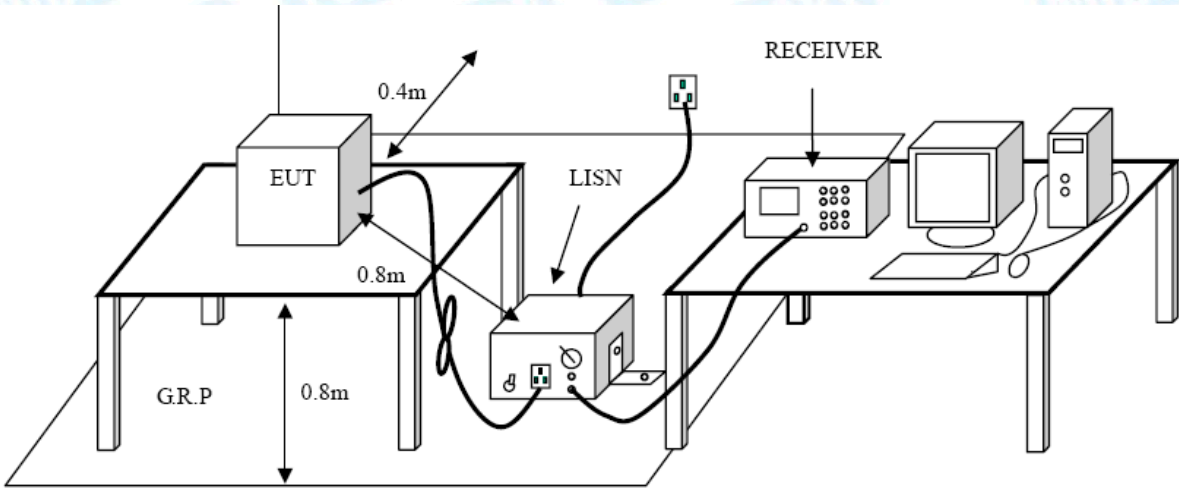 RECEIVER
0.4m
EUT
LISN
0.8m
G.R.P
0.8m